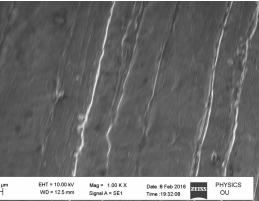 µm
EHT = 10.00 kV
WD = 12.5 mm
Mag = 1.00 K X
Signal A = SE1
Date :8 Feb 2016
Time :19:32:08
ZEISS
PHYSICS
OU